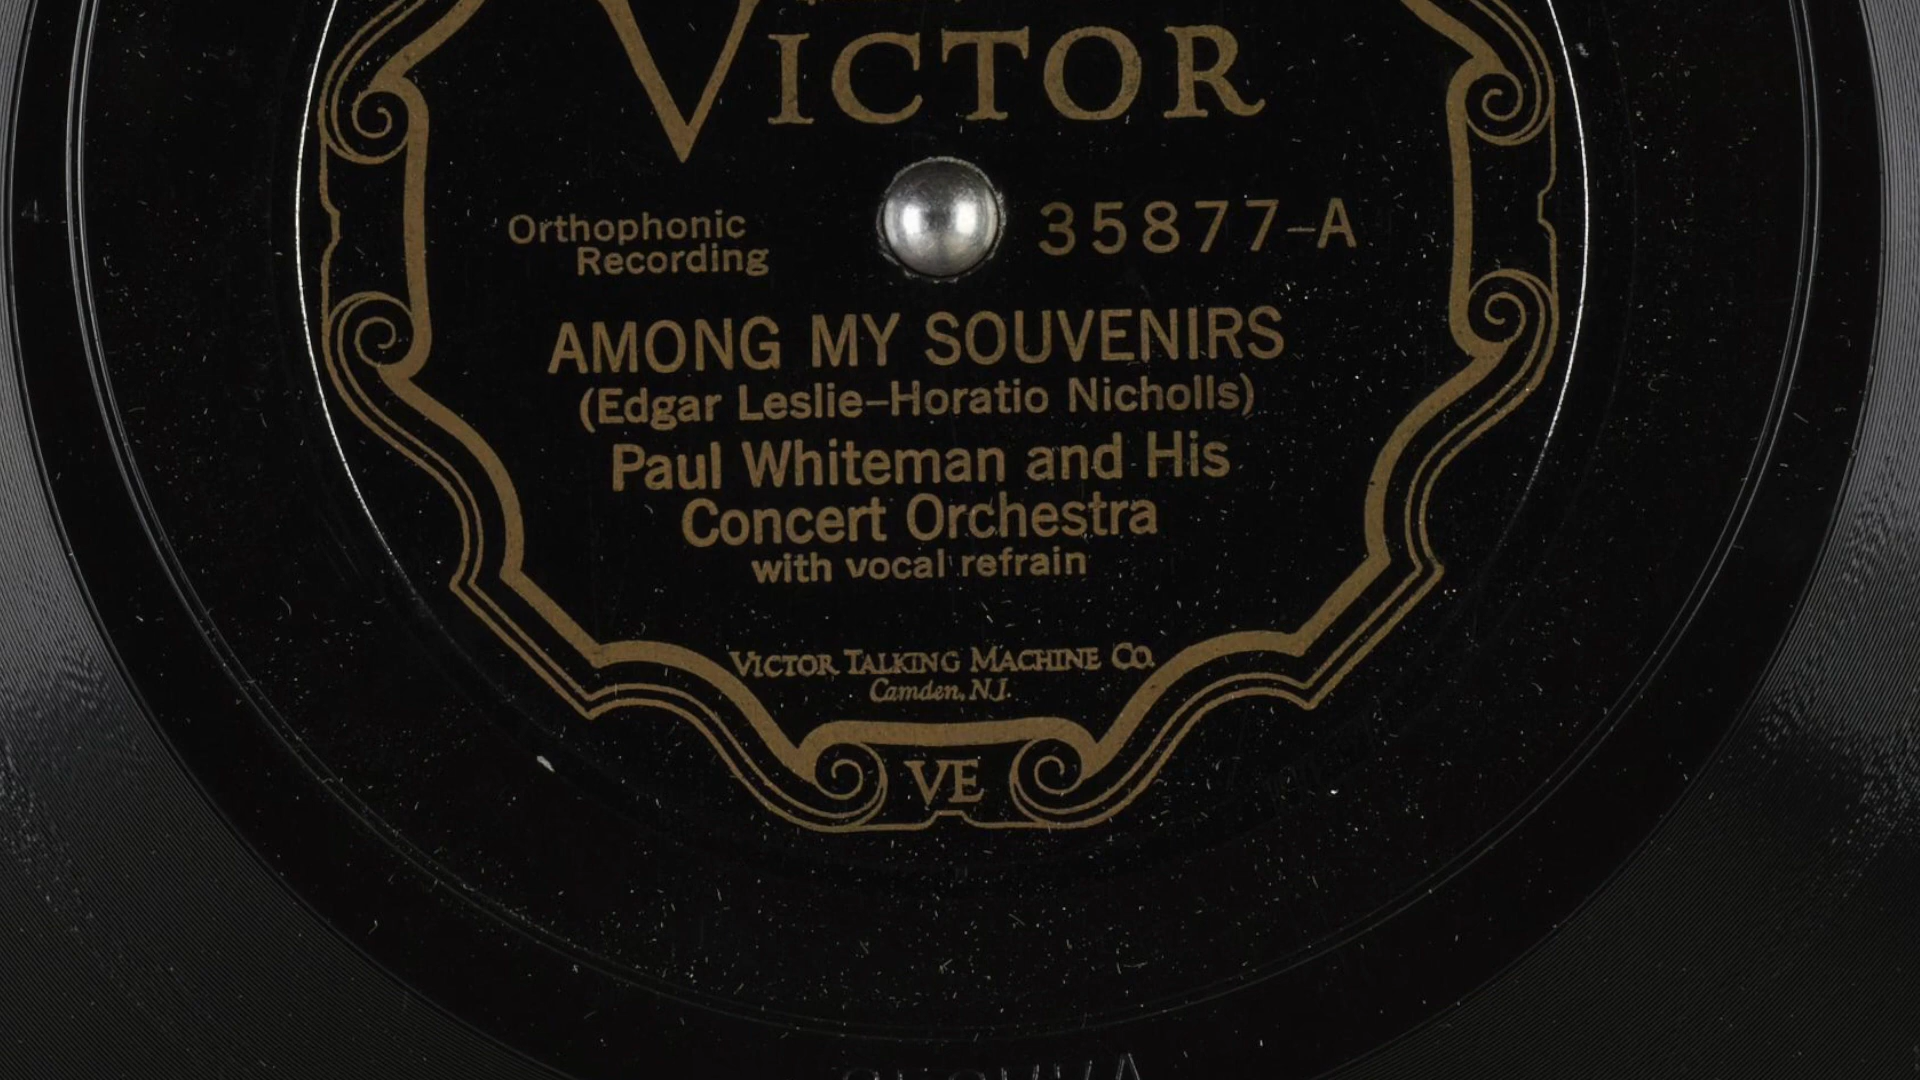 VICTOR
Orthophonic
Recording
35877-A
AMONG MY SOUVENIRS
(Edgar Leslie-Horatio Nicholls)
Paul Whiteman and His
Concert Orchestra
with vocal refrain
VICTOR TALKING MACHINE CO.
Camden, N.J.
VE